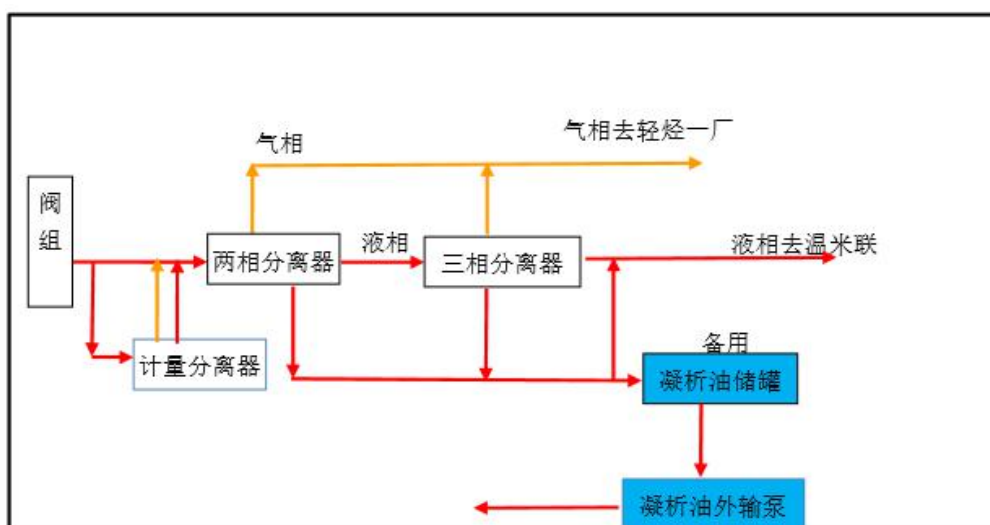 气相
气相去轻烃一厂
阀
组
两相分离器
液相
三相分离器
液相去温米联
计量分离器
备用
凝析油储罐
凝析油外输泵